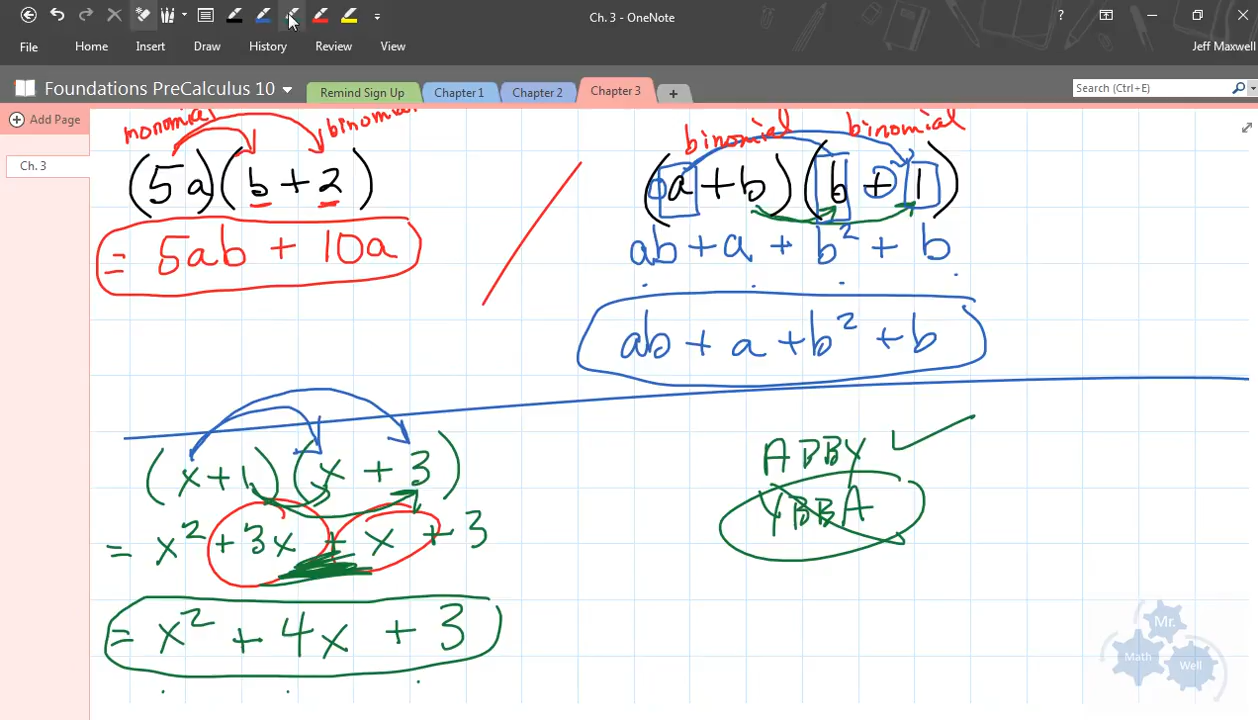 Ch. 3 - OneNote
?
File Home Insert Draw History View
Jeff Maxwell
Foundations PreCalculus 10
Remind Sign Up Chapter 1 Chapter 2 Chapter 3 +
Search (Ctrl+E)
Add Page
Ch. 3
monomial binomial
(5a)(b + 2)
= 5ab + 10a
binomial binomial
(a + b)(b + 1)
ab + a + b² + b
ab + a + b² + b
(x + 1)(x + 3)
= x² + 3x + x + 3
= x² + 4x + 3
ABBY ✓
YBBA
Mr.
Math
Well